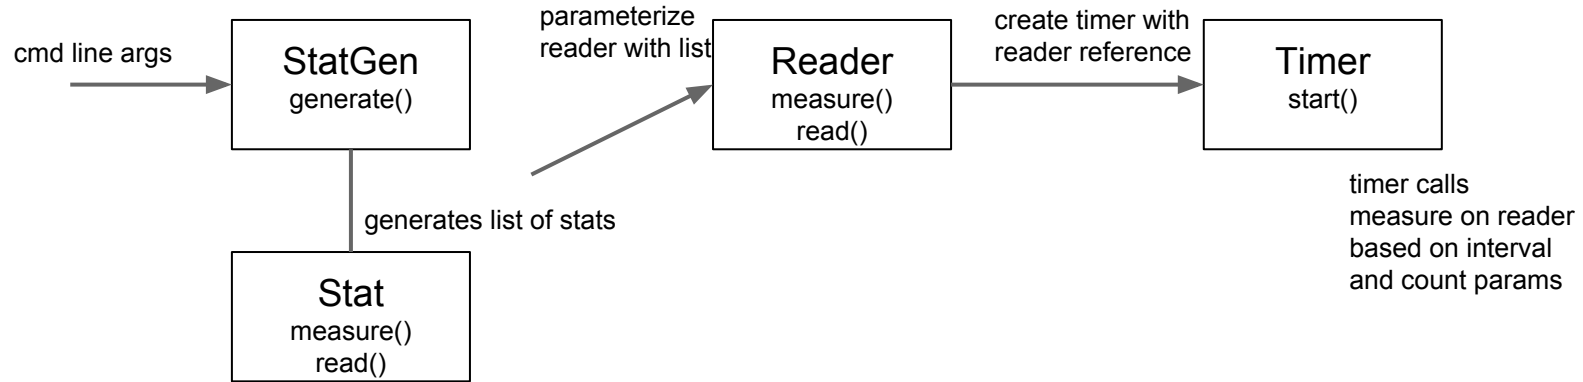 cmd line args
StatGen
generate()
generates list of stats
Stat
measure()
read()
parameterize
reader with list
Reader
measure()
read()
create timer with
reader reference
Timer
start()
timer calls
measure on reader
based on interval
and count params